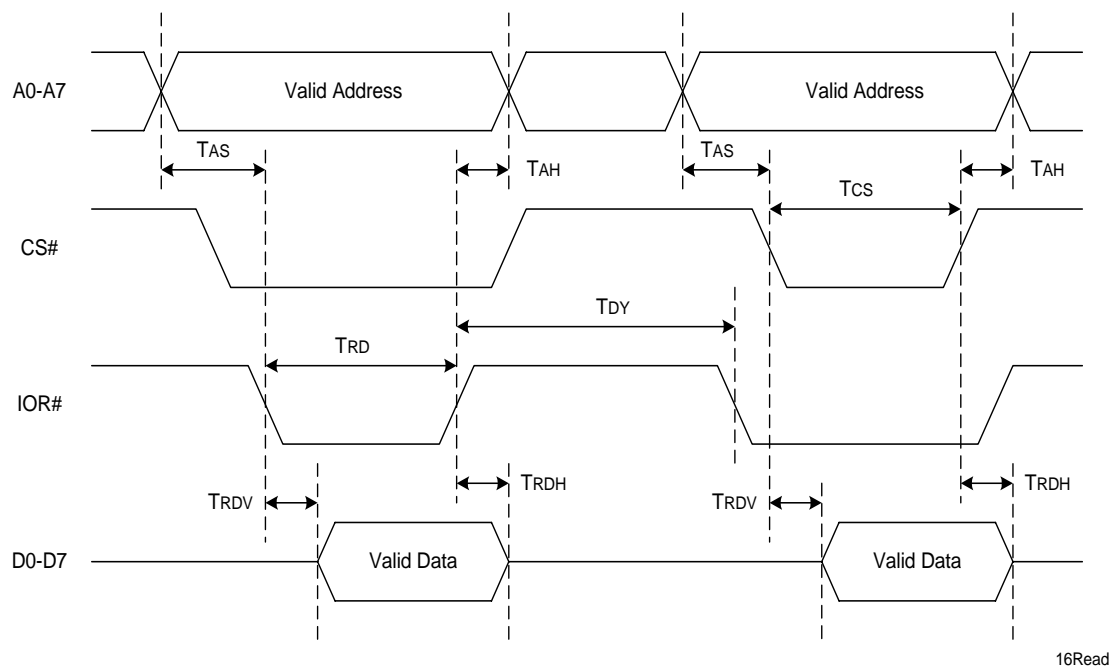 A0-A7
Valid Address
Valid Address
TAS
TAH
TAS
TAH
TCS
CS#
TDY
TRD
IOR#
TRDV
TRDH
TRDV
TRDH
D0-D7
Valid Data
Valid Data
16Read